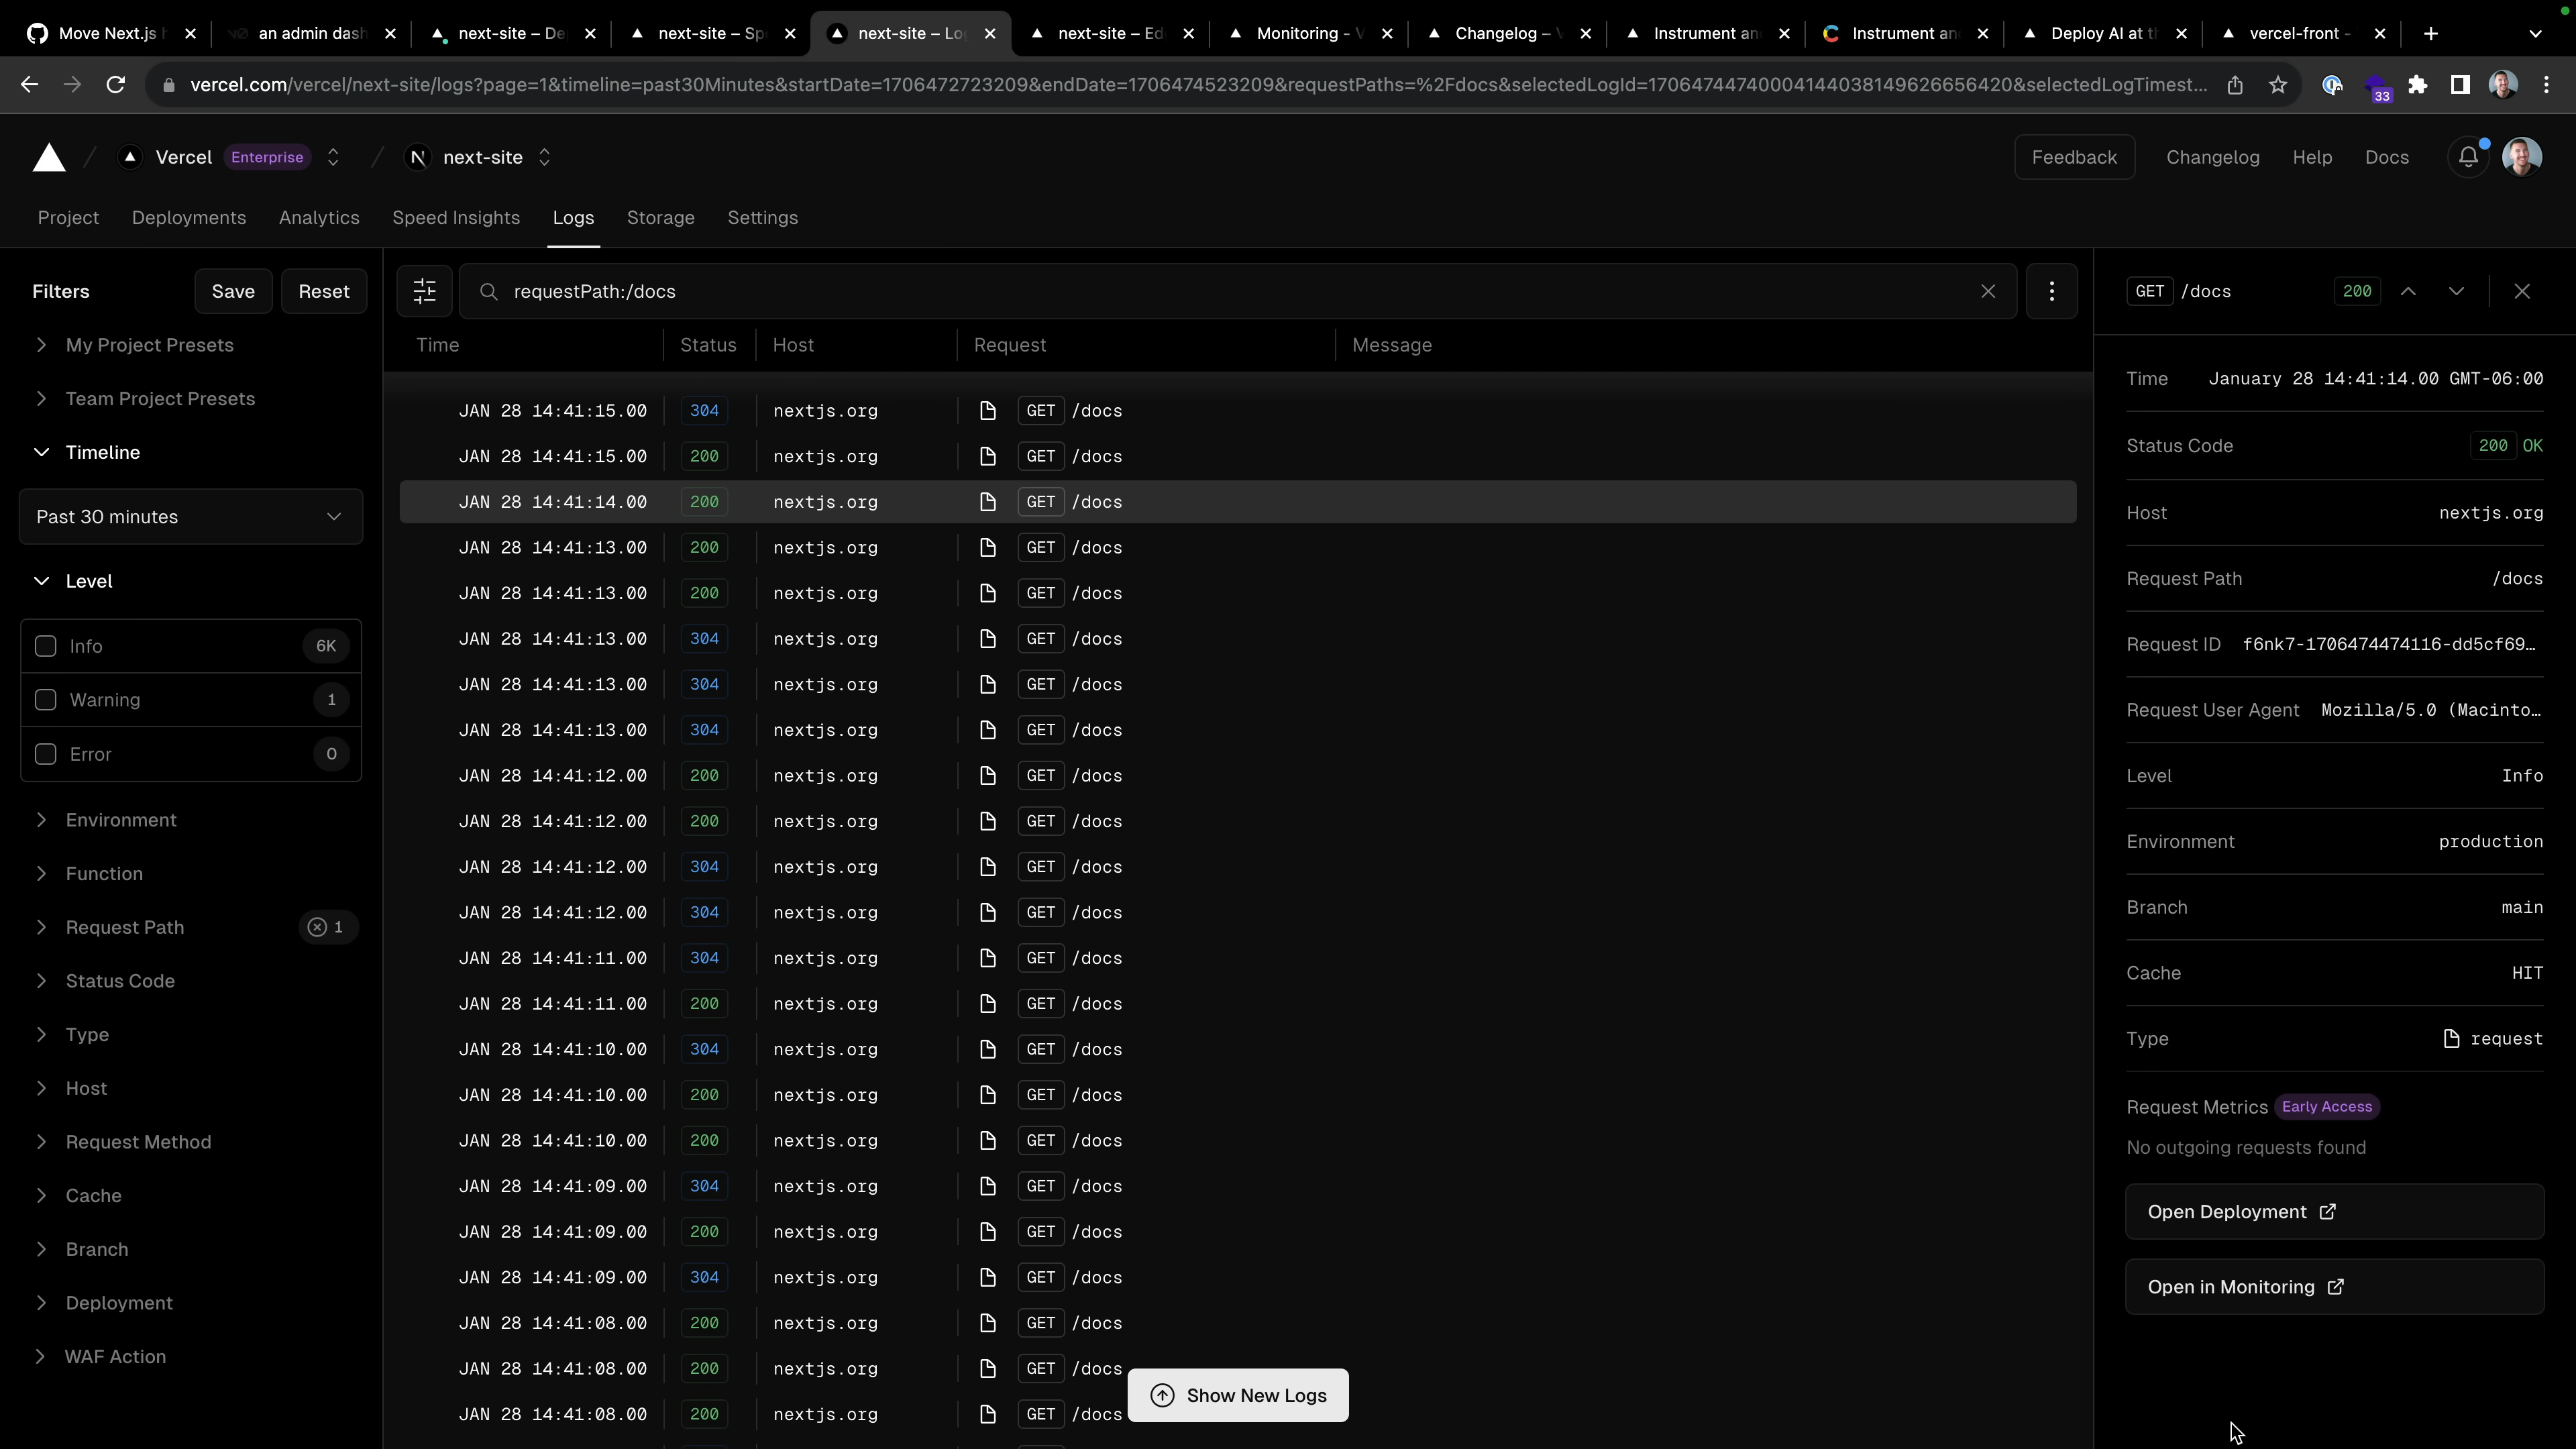 Move Next.js
an admin dash
next-site – De
next-site – Sp
next-site – Lo
next-site – Ed
Monitoring - V
Changelog – V
Instrument an
Instrument an
Deploy AI at t
vercel-front -
vercel.com/vercel/next-site/logs?page=1&timeline=past30Minutes&startDate=1706472723209&endDate=1706474523209&requestPaths=%2Fdocs&selectedLogId=1706474474000414403814962665642​0&selectedLogTimest...
33
Vercel Enterprise
next-site
Feedback Changelog Help Docs
Project Deployments Analytics Speed Insights Logs Storage Settings
Filters Save Reset
My Project Presets
Team Project Presets
Timeline
Past 30 minutes
Level
Info 6K
Warning 1
Error 0
Environment
Function
Request Path 1
Status Code
Type
Host
Request Method
Cache
Branch
Deployment
WAF Action
requestPath:/docs
Time Status Host Request Message
JAN 28 14:41:15.00 304 nextjs.org GET /docs
JAN 28 14:41:15.00 200 nextjs.org GET /docs
JAN 28 14:41:14.00 200 nextjs.org GET /docs
JAN 28 14:41:13.00 200 nextjs.org GET /docs
JAN 28 14:41:13.00 200 nextjs.org GET /docs
JAN 28 14:41:13.00 304 nextjs.org GET /docs
JAN 28 14:41:13.00 304 nextjs.org GET /docs
JAN 28 14:41:13.00 304 nextjs.org GET /docs
JAN 28 14:41:12.00 200 nextjs.org GET /docs
JAN 28 14:41:12.00 200 nextjs.org GET /docs
JAN 28 14:41:12.00 304 nextjs.org GET /docs
JAN 28 14:41:12.00 304 nextjs.org GET /docs
JAN 28 14:41:11.00 304 nextjs.org GET /docs
JAN 28 14:41:11.00 200 nextjs.org GET /docs
JAN 28 14:41:10.00 304 nextjs.org GET /docs
JAN 28 14:41:10.00 200 nextjs.org GET /docs
JAN 28 14:41:10.00 200 nextjs.org GET /docs
JAN 28 14:41:09.00 304 nextjs.org GET /docs
JAN 28 14:41:09.00 200 nextjs.org GET /docs
JAN 28 14:41:09.00 304 nextjs.org GET /docs
JAN 28 14:41:08.00 200 nextjs.org GET /docs
JAN 28 14:41:08.00 200 nextjs.org GET /docs
JAN 28 14:41:08.00 200 nextjs.org GET /docs
Show New Logs
GET /docs 200
Time January 28 14:41:14.00 GMT-06:00
Status Code 200 OK
Host nextjs.org
Request Path /docs
Request ID f6nk7-1706474474116-dd5cf69...
Request User Agent Mozilla/5.0 (Macinto...
Level Info
Environment production
Branch main
Cache HIT
Type request
Request Metrics Early Access
No outgoing requests found
Open Deployment
Open in Monitoring